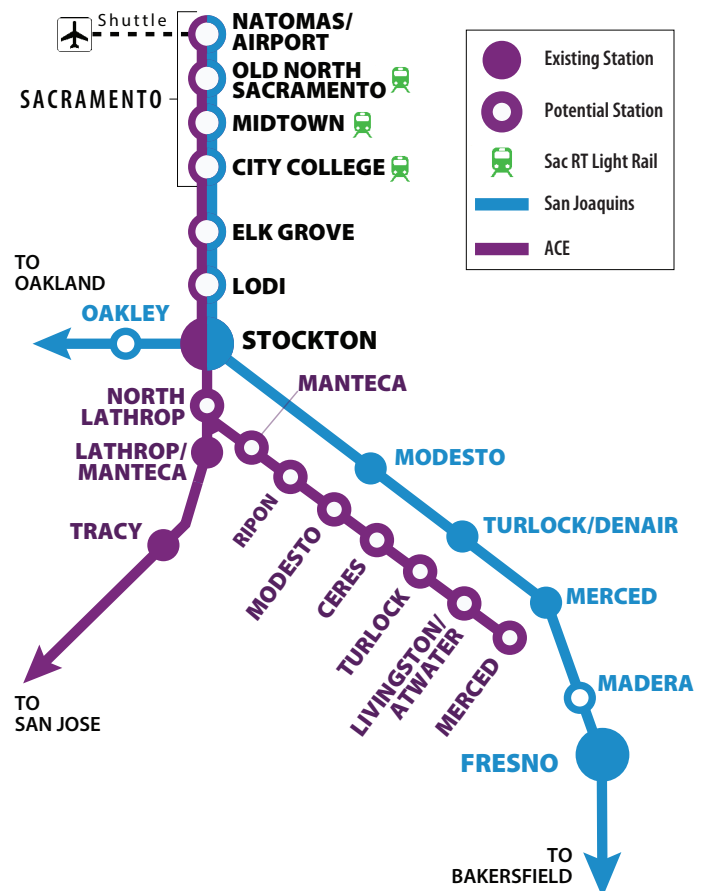 Shuttle
NATOMAS/
AIRPORT
OLD NORTH
SACRAMENTO
SACRAMENTO
MIDTOWN
CITY COLLEGE
ELK GROVE
LODI
TO
OAKLAND
OAKLEY
STOCKTON
Existing Station
Potential Station
Sac RT Light Rail
San Joaquins
ACE
NORTH
LATHROP
MANTECA
LATHROP/
MANTECA
TRACY
RIPON
MODESTO
CERES
TURLOCK
LIVINGSTON/
ATWATER
MERCED
MODESTO
TURLOCK/DENAIR
MERCED
MADERA
FRESNO
TO
SAN JOSE
TO
BAKERSFIELD